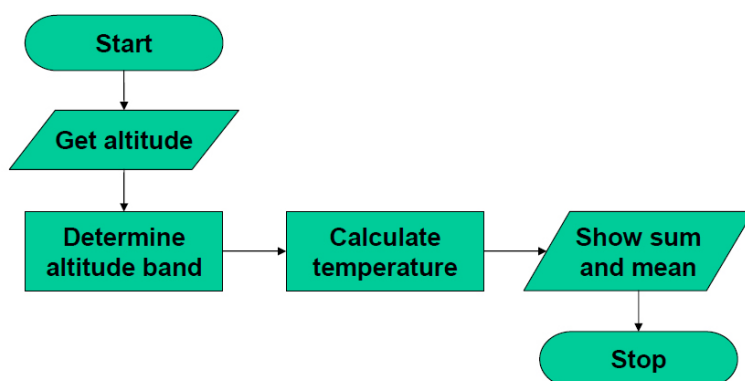 Start
Get altitude
Determine
altitude band
Calculate
temperature
Show sum
and mean
Stop